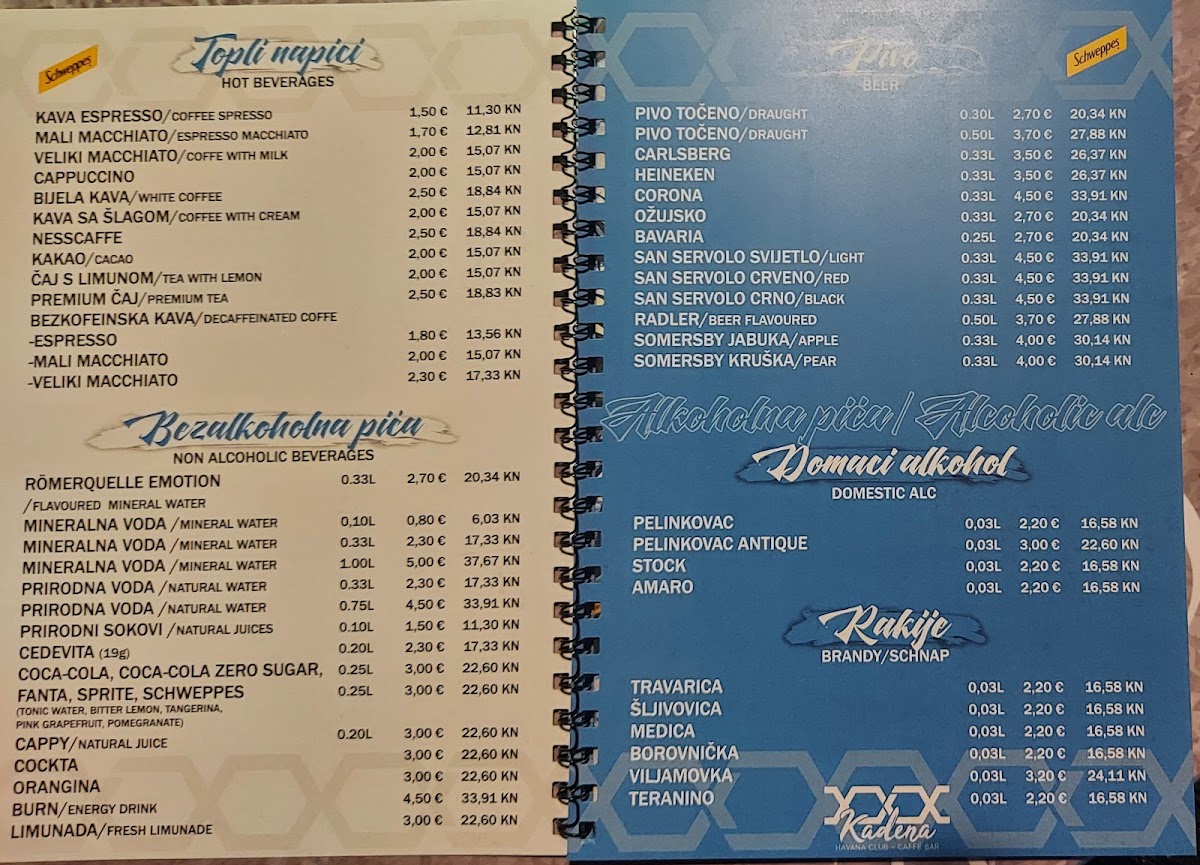 Schweppes
Topli napici
HOT BEVERAGES
KAVA ESPRESSO/COFFEE SPRESSO 1,50 € 11,30 KN
MALI MACCHIATO/ESPRESSO MACCHIATO 1,70 € 12,81 KN
VELIKI MACCHIATO/COFFE WITH MILK 2,00 € 15,07 KN
CAPPUCCINO 2,00 € 15,07 KN
BIJELA KAVA/WHITE COFFEE 2,50 € 18,84 KN
KAVA SA ŠLAGOM/COFFEE WITH CREAM 2,00 € 15,07 KN
NESSCAFFE 2,50 € 18,84 KN
KAKAO/CACAO 2,00 € 15,07 KN
ČAJ S LIMUNOM/TEA WITH LEMON 2,00 € 15,07 KN
PREMIUM ČAJ/PREMIUM TEA 2,50 € 18,83 KN
BEZKOFEINSKA KAVA/DECAFFEINATED COFFE
-ESPRESSO 1,80 € 13,56 KN
-MALI MACCHIATO 2,00 € 15,07 KN
-VELIKI MACCHIATO 2,30 € 17,33 KN
Bezalkoholna pića
NON ALCOHOLIC BEVERAGES
RÖMERQUELLE EMOTION 0.33L 2,70 € 20,34 KN
/FLAVOURED MINERAL WATER
MINERALNA VODA /MINERAL WATER 0,10L 0,80 € 6,03 KN
MINERALNA VODA /MINERAL WATER 0.33L 2,30 € 17,33 KN
MINERALNA VODA /MINERAL WATER 1.00L 5,00 € 37,67 KN
PRIRODNA VODA /NATURAL WATER 0.33L 2,30 € 17,33 KN
PRIRODNA VODA /NATURAL WATER 0.75L 4,50 € 33,91 KN
PRIRODNI SOKOVI /NATURAL JUICES 0.10L 1,50 € 11,30 KN
CEDEVITA (19g) 0.20L 2,30 € 17,33 KN
COCA-COLA, COCA-COLA ZERO SUGAR, 0.25L 3,00 € 22,60 KN
FANTA, SPRITE, SCHWEPPES 0.25L 3,00 € 22,60 KN
(TONIC WATER, BITTER LEMON, TANGERINA,
PINK GRAPEFRUIT, POMEGRANATE)
CAPPY/NATURAL JUICE 0.20L 3,00 € 22,60 KN
COCKTA 3,00 € 22,60 KN
ORANGINA 3,00 € 22,60 KN
BURN/ENERGY DRINK 4,50 € 33,91 KN
LIMUNADA/FRESH LIMUNADE 3,00 € 22,60 KN
Pivo
BEER
Schweppes
PIVO TOČENO/DRAUGHT 0.30L 2,70 € 20,34 KN
PIVO TOČENO/DRAUGHT 0.50L 3,70 € 27,88 KN
CARLSBERG 0.33L 3,50 € 26,37 KN
HEINEKEN 0.33L 3,50 € 26,37 KN
CORONA 0.33L 4,50 € 33,91 KN
OŽUJSKO 0.33L 2,70 € 20,34 KN
BAVARIA 0.25L 2,70 € 20,34 KN
SAN SERVOLO SVIJETLO/LIGHT 0.33L 4,50 € 33,91 KN
SAN SERVOLO CRVENO/RED 0.33L 4,50 € 33,91 KN
SAN SERVOLO CRNO/BLACK 0.33L 4,50 € 33,91 KN
RADLER/BEER FLAVOURED 0.50L 3,70 € 27,88 KN
SOMERSBY JABUKA/APPLE 0.33L 4,00 € 30,14 KN
SOMERSBY KRUŠKA/PEAR 0.33L 4,00 € 30,14 KN
Alkoholna pića/ Alcoholic alc
Domaci alkohol
DOMESTIC ALC
PELINKOVAC 0,03L 2,20 € 16,58 KN
PELINKOVAC ANTIQUE 0,03L 3,00 € 22,60 KN
STOCK 0,03L 2,20 € 16,58 KN
AMARO 0,03L 2,20 € 16,58 KN
Rakije
BRANDY/SCHNAP
TRAVARICA 0,03L 2,20 € 16,58 KN
ŠLJIVOVICA 0,03L 2,20 € 16,58 KN
MEDICA 0,03L 2,20 € 16,58 KN
BOROVNIČKA 0,03L 2,20 € 16,58 KN
VILJAMOVKA 0,03L 3,20 € 24,11 KN
TERANINO 0,03L 2,20 € 16,58 KN
Kadena
HAVANA CLUB - CAFFE BAR